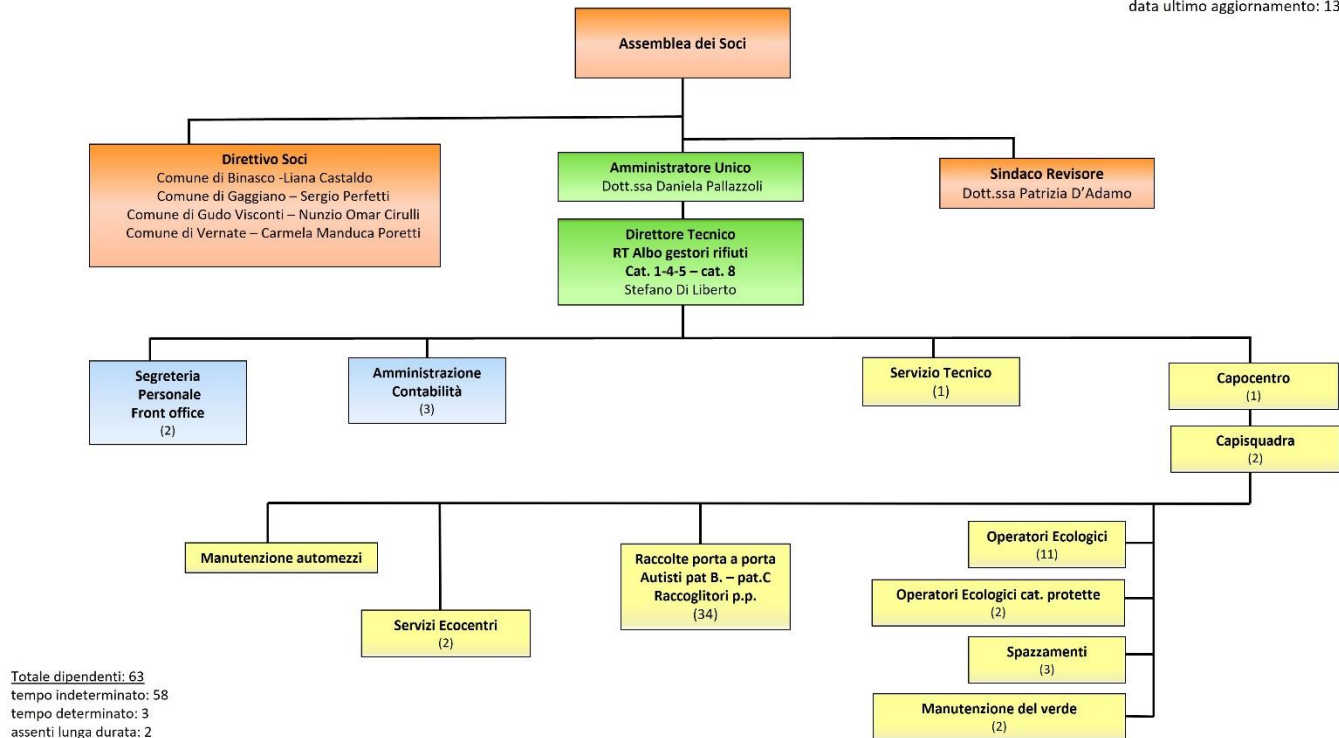 data ultimo aggiornamento: 13
Assemblea dei Soci
Direttivo Soci
Comune di Binasco -Liana Castaldo
Comune di Gaggiano – Sergio Perfetti
Comune di Gudo Visconti – Nunzio Omar Cirulli
Comune di Vernate – Carmela Manduca Poretti
Amministratore Unico
Dott.ssa Daniela Pallazzoli
Sindaco Revisore
Dott.ssa Patrizia D’Adamo
Direttore Tecnico
RT Albo gestori rifiuti
Cat. 1-4-5 – cat. 8
Stefano Di Liberto
Segreteria
Personale
Front office
(2)
Amministrazione
Contabilità
(3)
Servizio Tecnico
(1)
Capocentro
(1)
Capisquadra
(2)
Manutenzione automezzi
Servizi Ecocentri
(2)
Raccolte porta a porta
Autisti pat B. – pat.C
Raccoglitori p.p.
(34)
Operatori Ecologici
(11)
Operatori Ecologici cat. protette
(2)
Spazzamenti
(3)
Manutenzione del verde
(2)
Totale dipendenti: 63
tempo indeterminato: 58
tempo determinato: 3
assenti lunga durata: 2